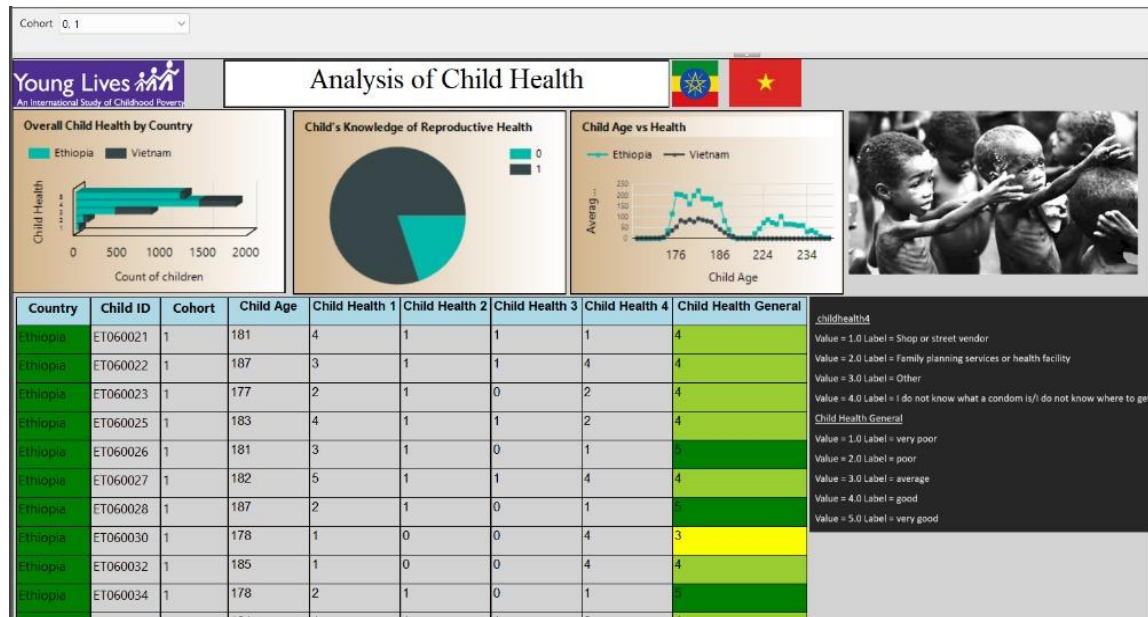 Cohort 0, 1
Young Lives
An International Study of Childhood Poverty
Analysis of Child Health
Overall Child Health by Country
Ethiopia Vietnam
Child Health
0 500 1000 1500 2000
Count of children
Child's Knowledge of Reproductive Health
0
1
Child Age vs Health
Ethiopia Vietnam
Averag...
250
200
150
100
50
0
176 186 224 234
Child Age
Country Child ID Cohort Child Age Child Health 1 Child Health 2 Child Health 3 Child Health 4 Child Health General
Ethiopia ET060021 1 181 4 1 1 1 4
Ethiopia ET060022 1 187 3 1 1 4 4
Ethiopia ET060023 1 177 2 1 0 2 4
Ethiopia ET060025 1 183 4 1 1 2 4
Ethiopia ET060026 1 181 3 1 0 1 5
Ethiopia ET060027 1 182 5 1 1 4 4
Ethiopia ET060028 1 187 2 1 0 1 5
Ethiopia ET060030 1 178 1 0 0 4 3
Ethiopia ET060032 1 185 1 0 0 4 4
Ethiopia ET060034 1 178 2 1 0 1 5
childhealth4
Value = 1.0 Label = Shop or street vendor
Value = 2.0 Label = Family planning services or health facility
Value = 3.0 Label = Other
Value = 4.0 Label = I do not know what a condom is/I do not know where to get
Child Health General
Value = 1.0 Label = very poor
Value = 2.0 Label = poor
Value = 3.0 Label = average
Value = 4.0 Label = good
Value = 5.0 Label = very good